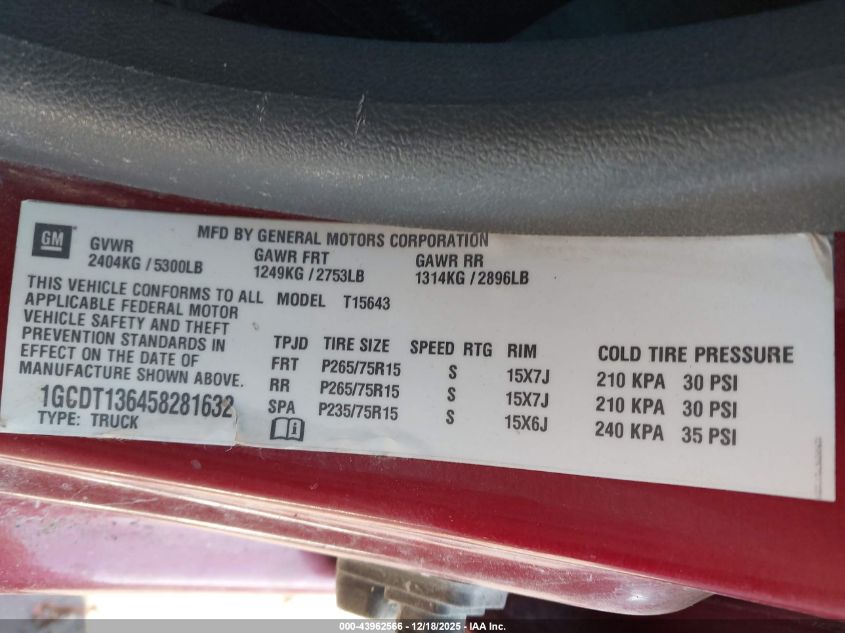 GM
MFD BY GENERAL MOTORS CORPORATION
GVWR GAWR FRT GAWR RR
2404KG / 5300LB 1249KG / 2753LB 1314KG / 2896LB
THIS VEHICLE CONFORMS TO ALL
APPLICABLE FEDERAL MOTOR
VEHICLE SAFETY AND THEFT
PREVENTION STANDARDS IN
EFFECT ON THE DATE OF
MANUFACTURE SHOWN ABOVE.
1GCDT136458281632
TYPE: TRUCK
MODEL T15643
TPJD TIRE SIZE SPEED RTG RIM COLD TIRE PRESSURE
FRT P265/75R15 S 15X7J 210 KPA 30 PSI
RR P265/75R15 S 15X7J 210 KPA 30 PSI
SPA P235/75R15 S 15X6J 240 KPA 35 PSI
000-43962566 - 12/18/2025 - IAA Inc.